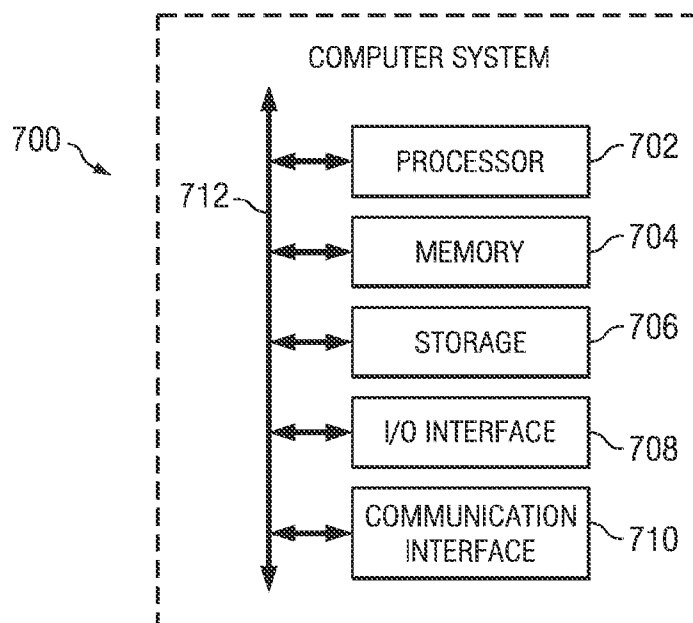 COMPUTER SYSTEM
700
712
PROCESSOR
702
MEMORY
704
STORAGE
706
I/O INTERFACE
708
COMMUNICATION
INTERFACE
710